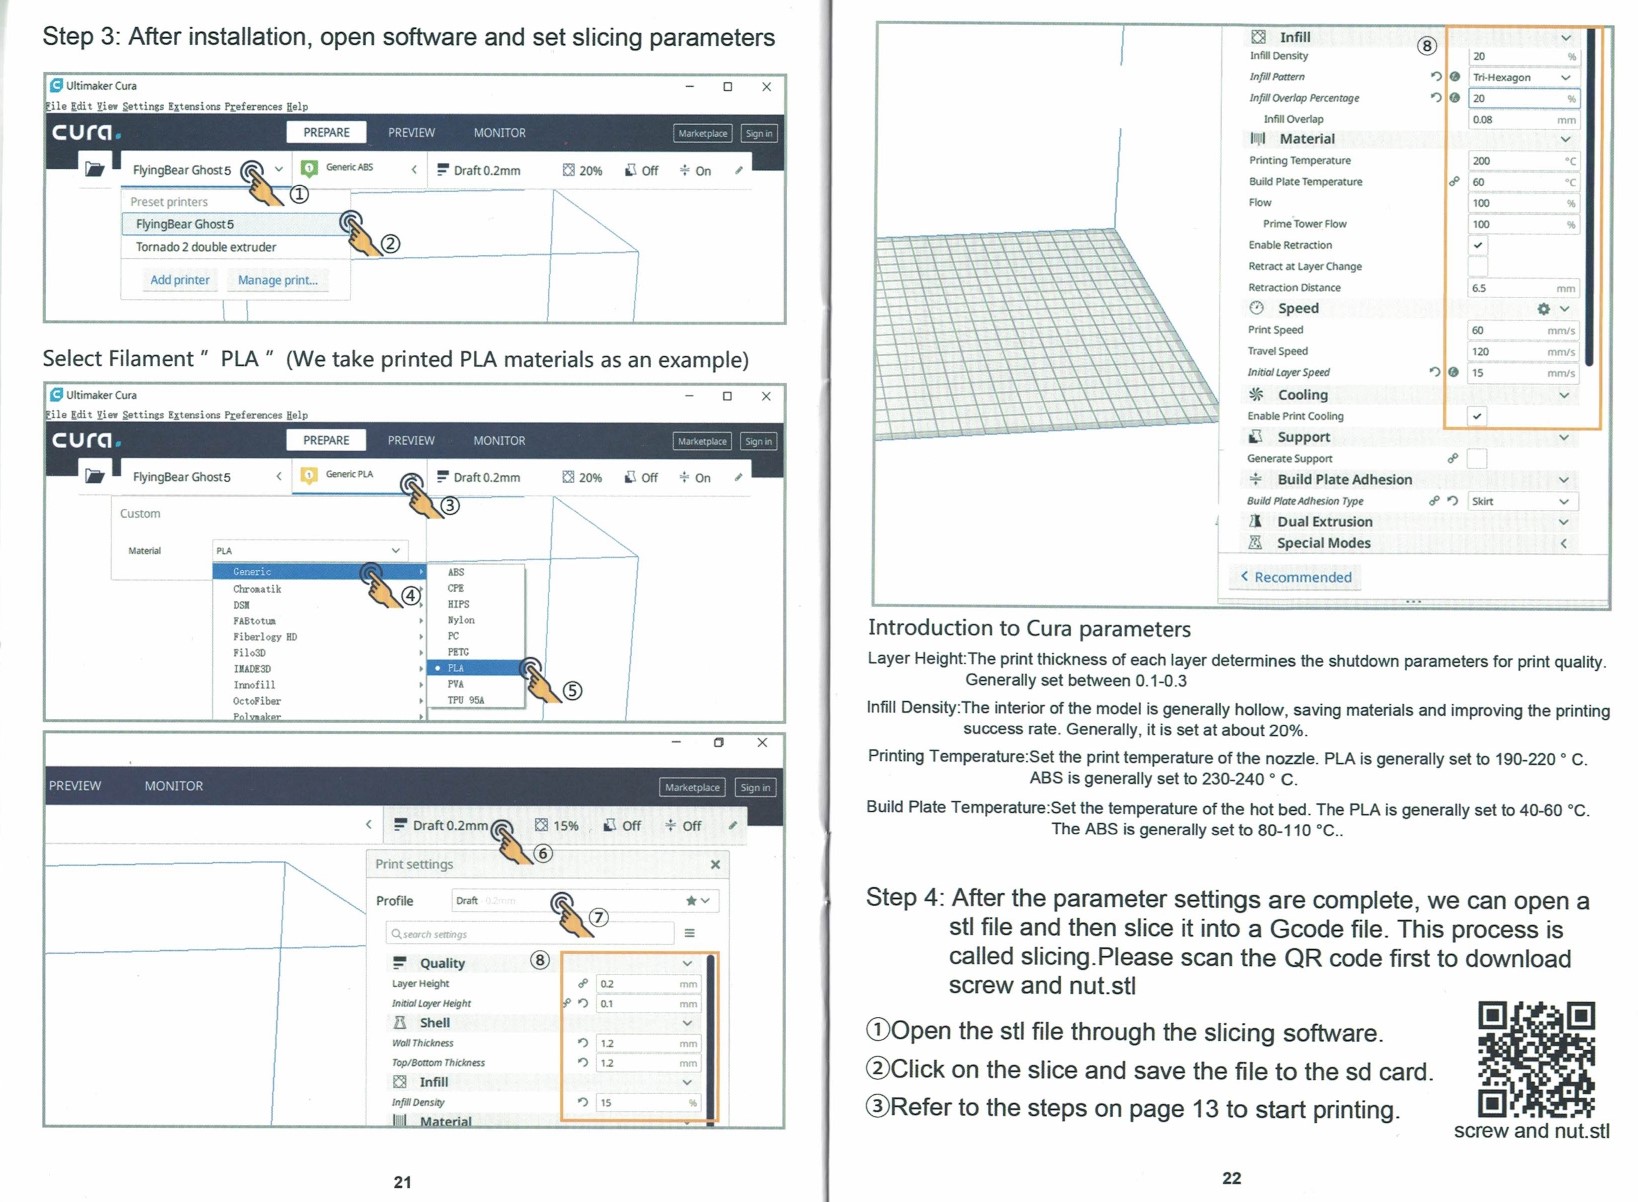 Step 3: After installation, open software and set slicing parameters
Ultimaker Cura
File Edit View Settings Extensions Preferences Help
cura. PREPARE PREVIEW MONITOR Marketplace Sign in
FlyingBear Ghost5 ① Generic ABS Draft 0.2mm 20% Off On
Preset printers
FlyingBear Ghost5 ②
Tornado 2 double extruder
Add printer Manage print...
Select Filament " PLA " (We take printed PLA materials as an example)
Ultimaker Cura
File Edit View Settings Extensions Preferences Help
cura. PREPARE PREVIEW MONITOR Marketplace Sign in
FlyingBear Ghost5 Generic PLA ③ Draft 0.2mm 20% Off On
Custom
Material PLA
Generic ④ ABS
Chromatik CPE
DSM HIPS
FABtotum Nylon
Fiberlogy HD PC
Filo3D PETG
IMADE3D PLA ⑤
Innofill PVA
OctoFiber TPU 95A
Polymaker
PREVIEW MONITOR Marketplace Sign in
Draft 0.2mm ⑥ 15% Off Off
Print settings
Profile Draft 0.2mm ⑦
search settings
⑧
Quality
Layer Height 0.2 mm
Initial Layer Height 0.1 mm
Shell
Wall Thickness 1.2 mm
Top/Bottom Thickness 1.2 mm
Infill
Infill Density 15 %
Material
21
Infill ⑧
Infill Density 20 %
Infill Pattern Tri-Hexagon
Infill Overlap Percentage 20 %
Infill Overlap 0.08 mm
Material
Printing Temperature 200 °C
Build Plate Temperature 60 °C
Flow 100 %
Prime Tower Flow 100 %
Enable Retraction
Retract at Layer Change
Retraction Distance 6.5 mm
Speed
Print Speed 60 mm/s
Travel Speed 120 mm/s
Initial Layer Speed 15 mm/s
Cooling
Enable Print Cooling
Support
Generate Support
Build Plate Adhesion
Build Plate Adhesion Type Skirt
Dual Extrusion
Special Modes
Recommended
Introduction to Cura parameters
Layer Height:The print thickness of each layer determines the shutdown parameters for print quality.
Generally set between 0.1-0.3
Infill Density:The interior of the model is generally hollow, saving materials and improving the printing
success rate. Generally, it is set at about 20%.
Printing Temperature:Set the print temperature of the nozzle. PLA is generally set to 190-220 ° C.
ABS is generally set to 230-240 ° C.
Build Plate Temperature:Set the temperature of the hot bed. The PLA is generally set to 40-60 °C.
The ABS is generally set to 80-110 °C..
Step 4: After the parameter settings are complete, we can open a
stl file and then slice it into a Gcode file. This process is
called slicing.Please scan the QR code first to download
screw and nut.stl
①Open the stl file through the slicing software.
②Click on the slice and save the file to the sd card.
③Refer to the steps on page 13 to start printing.
screw and nut.stl
22